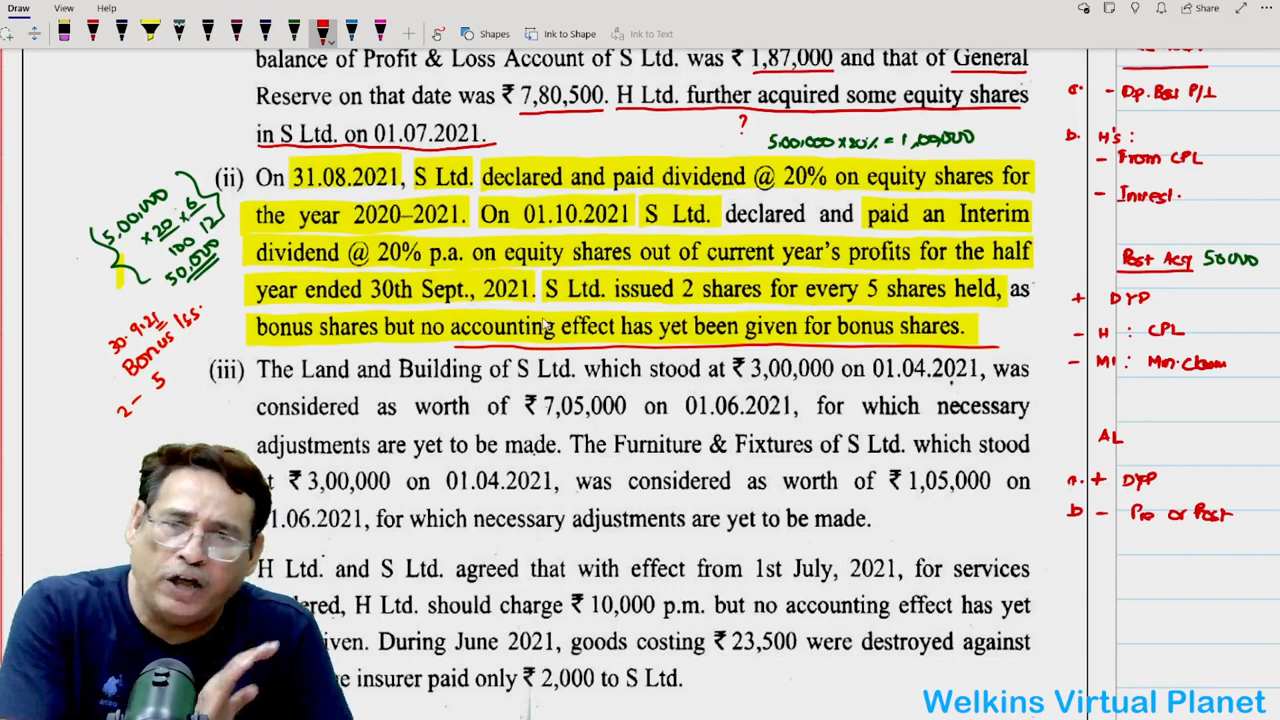 Draw View Help
Share
Shapes Ink to Shape Ink to Text
balance of Profit & Loss Account of S Ltd. was ₹ 1,87,000 and that of General
Reserve on that date was ₹ 7,80,500. H Ltd. further acquired some equity shares
in S Ltd. on 01.07.2021.
?
5,00,000 x 20% = 1,00,000
(ii) On 31.08.2021, S Ltd. declared and paid dividend @ 20% on equity shares for
the year 2020–2021. On 01.10.2021 S Ltd. declared and paid an Interim
dividend @ 20% p.a. on equity shares out of current year's profits for the half
year ended 30th Sept., 2021. S Ltd. issued 2 shares for every 5 shares held, as
bonus shares but no accounting effect has yet been given for bonus shares.
5,00,000
x 20 x 6
100 12
50,000
30.9.21
Bonus Iss.
2 - 5
(iii) The Land and Building of S Ltd. which stood at ₹ 3,00,000 on 01.04.2021, was
considered as worth of ₹ 7,05,000 on 01.06.2021, for which necessary
adjustments are yet to be made. The Furniture & Fixtures of S Ltd. which stood
₹ 3,00,000 on 01.04.2021, was considered as worth of ₹ 1,05,000 on
1.06.2021, for which necessary adjustments are yet to be made.
H Ltd. and S Ltd. agreed that with effect from 1st July, 2021, for services
H Ltd. should charge ₹ 10,000 p.m. but no accounting effect has yet
During June 2021, goods costing ₹ 23,500 were destroyed against
insurer paid only ₹ 2,000 to S Ltd.
b. H's :
- From CPL
- Invest.
Post Acq 50000
+ DYD
- H : CPL
- MI : Min. Claim
AL
a. + DYP
b - Pre or Post
Welkins Virtual Planet